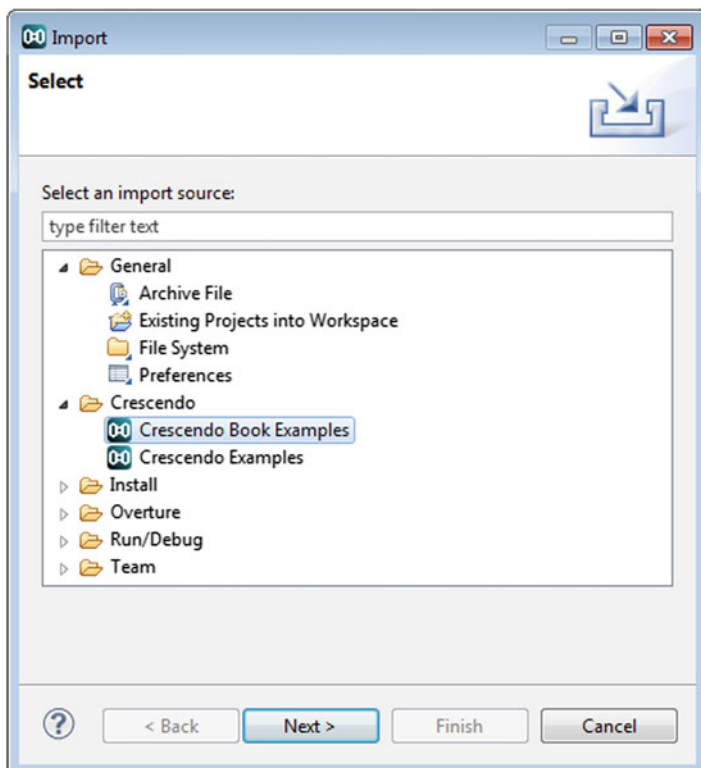 Import
Select
Select an import source:
type filter text
General
Archive File
Existing Projects into Workspace
File System
Preferences
Crescendo
Crescendo Book Examples
Crescendo Examples
Install
Overture
Run/Debug
Team
? < Back Next > Finish Cancel